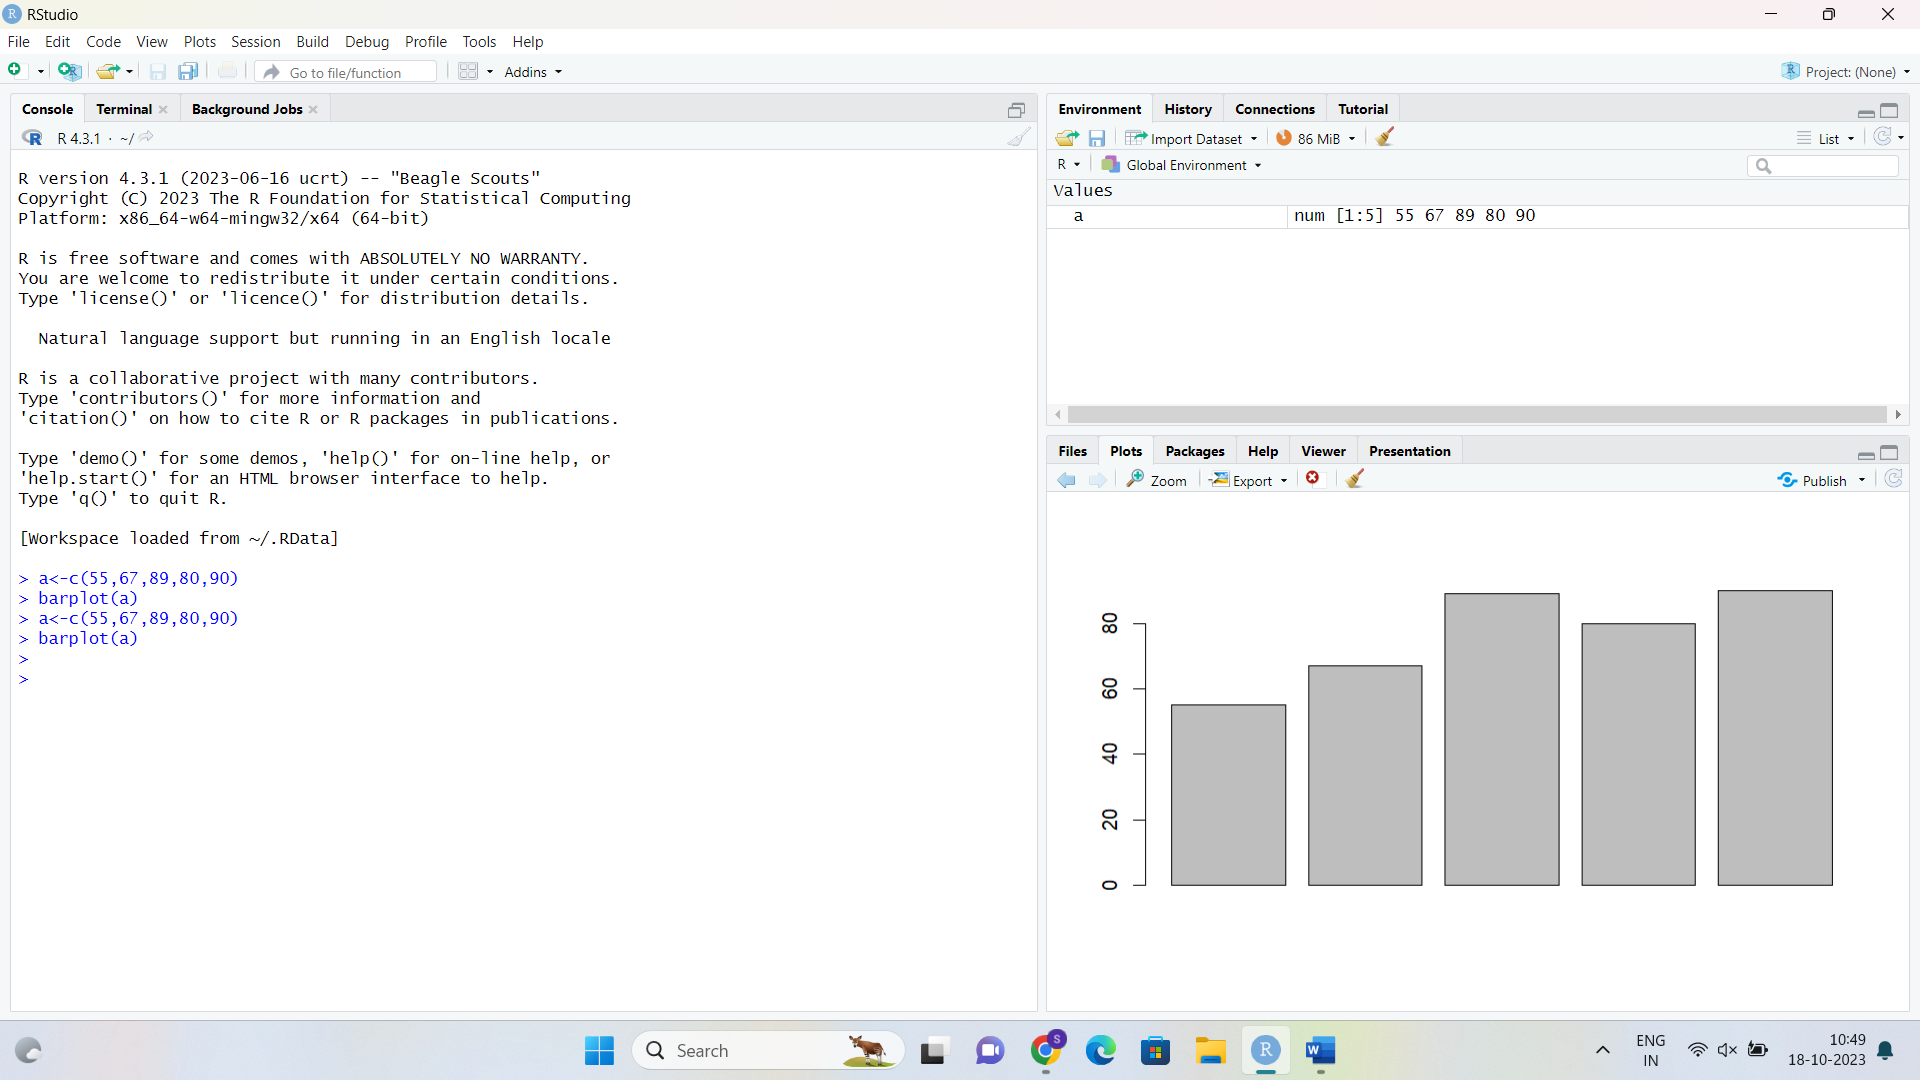 RStudio
File Edit Code View Plots Session Build Debug Profile Tools Help
Go to file/function Addins Project: (None)
Console Terminal Background Jobs
R R 4.3.1 · ~/
R version 4.3.1 (2023-06-16 ucrt) -- "Beagle Scouts"
Copyright (C) 2023 The R Foundation for Statistical Computing
Platform: x86_64-w64-mingw32/x64 (64-bit)
R is free software and comes with ABSOLUTELY NO WARRANTY.
You are welcome to redistribute it under certain conditions.
Type 'license()' or 'licence()' for distribution details.
Natural language support but running in an English locale
R is a collaborative project with many contributors.
Type 'contributors()' for more information and
'citation()' on how to cite R or R packages in publications.
Type 'demo()' for some demos, 'help()' for on-line help, or
'help.start()' for an HTML browser interface to help.
Type 'q()' to quit R.
[Workspace loaded from ~/.RData]
> a<-c(55,67,89,80,90)
> barplot(a)
> a<-c(55,67,89,80,90)
> barplot(a)
>
>
Environment History Connections Tutorial
Import Dataset 86 MiB List
R Global Environment
Values
a num [1:5] 55 67 89 80 90
Files Plots Packages Help Viewer Presentation
Zoom Export Publish
80
60
40
20
0
Search
S
R
W
ENG
IN
10:49
18-10-2023